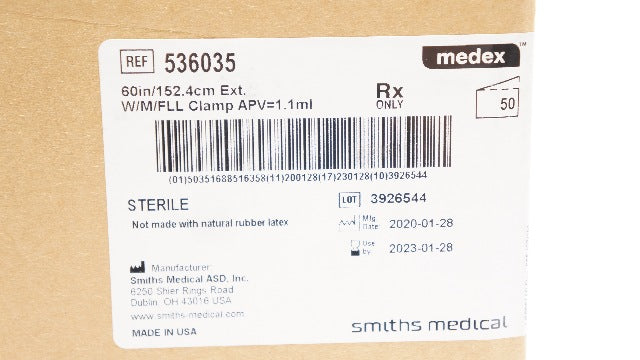 REF 536035
medex™
60in/152.4cm Ext.
W/M/FLL Clamp APV=1.1ml
Rx
ONLY
50
(01)50351688516358(11)200128(17)230128(10)3926544
STERILE
LOT 3926544
Not made with natural rubber latex
Mfg. Date: 2020-01-28
Use by: 2023-01-28
Manufacturer:
Smiths Medical ASD, Inc.
6250 Shier Rings Road
Dublin, OH 43016 USA
www.smiths-medical.com
MADE IN USA
smiths medical